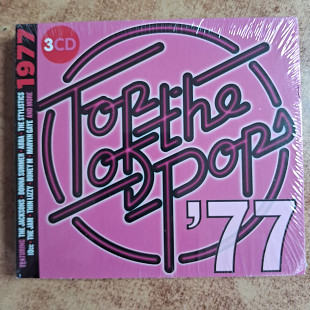 1977
FEATURING THE JACKSONS · DONNA SUMMER · ABBA · THE STYLISTICS
10cc · THE JAM · THIN LIZZY · BONEY M · MARVIN GAYE AND MORE
3CD
TOP OF THE POPS
'77